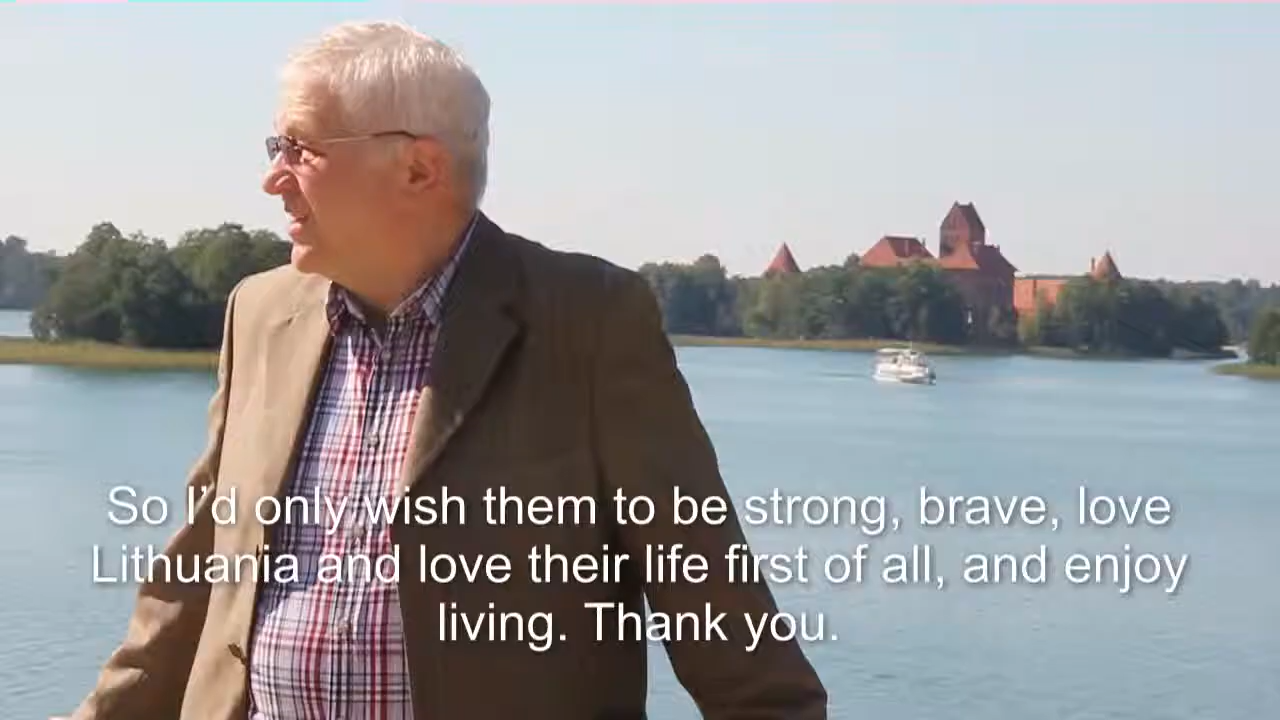 So I’d only wish them to be strong, brave, love
Lithuania and love their life first of all, and enjoy
living. Thank you.